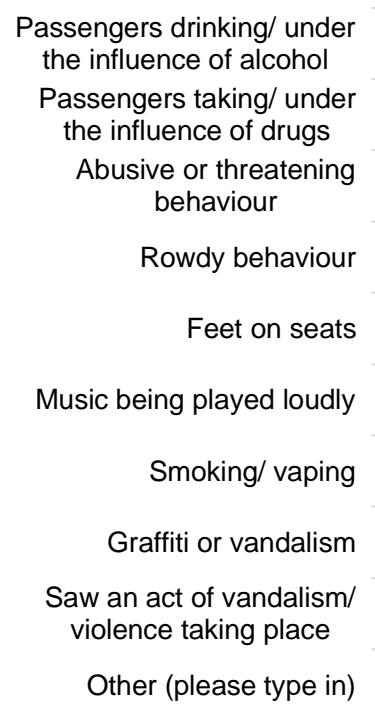 Passengers drinking/ under
the influence of alcohol
Passengers taking/ under
the influence of drugs
Abusive or threatening
behaviour
Rowdy behaviour
Feet on seats
Music being played loudly
Smoking/ vaping
Graffiti or vandalism
Saw an act of vandalism/
violence taking place
Other (please type in)